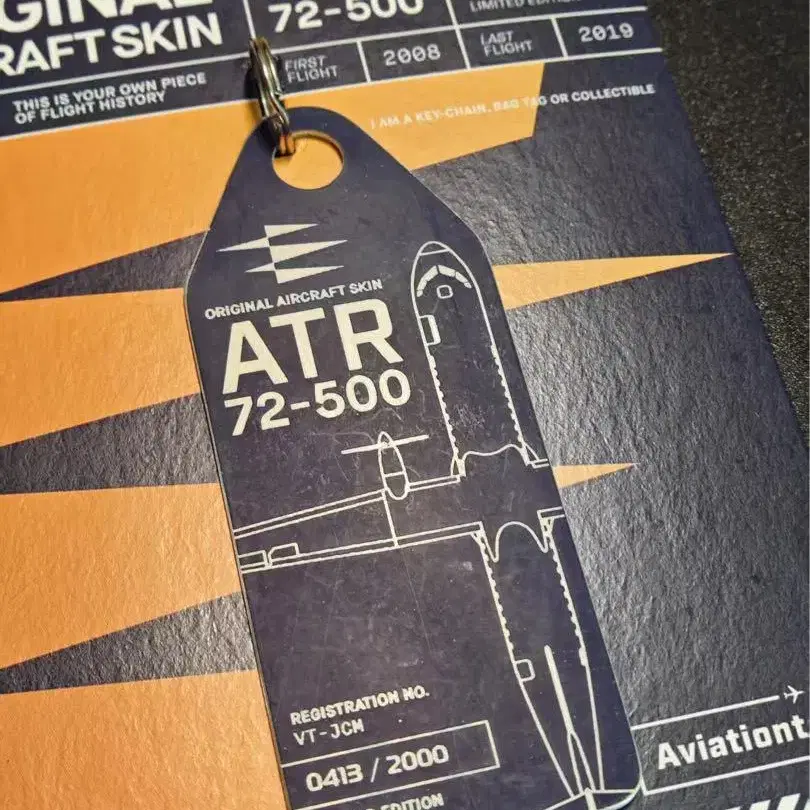 72-500
RAFT SKIN
FIRST
FLIGHT
2008
LAST
FLIGHT
2019
THIS IS YOUR OWN PIECE
OF FLIGHT HISTORY
I AM A KEY-CHAIN, BAG TAG OR COLLECTIBLE
ORIGINAL AIRCRAFT SKIN
ATR
72-500
REGISTRATION NO.
VT-JCM
0413 / 2000
EDITION
Aviationt